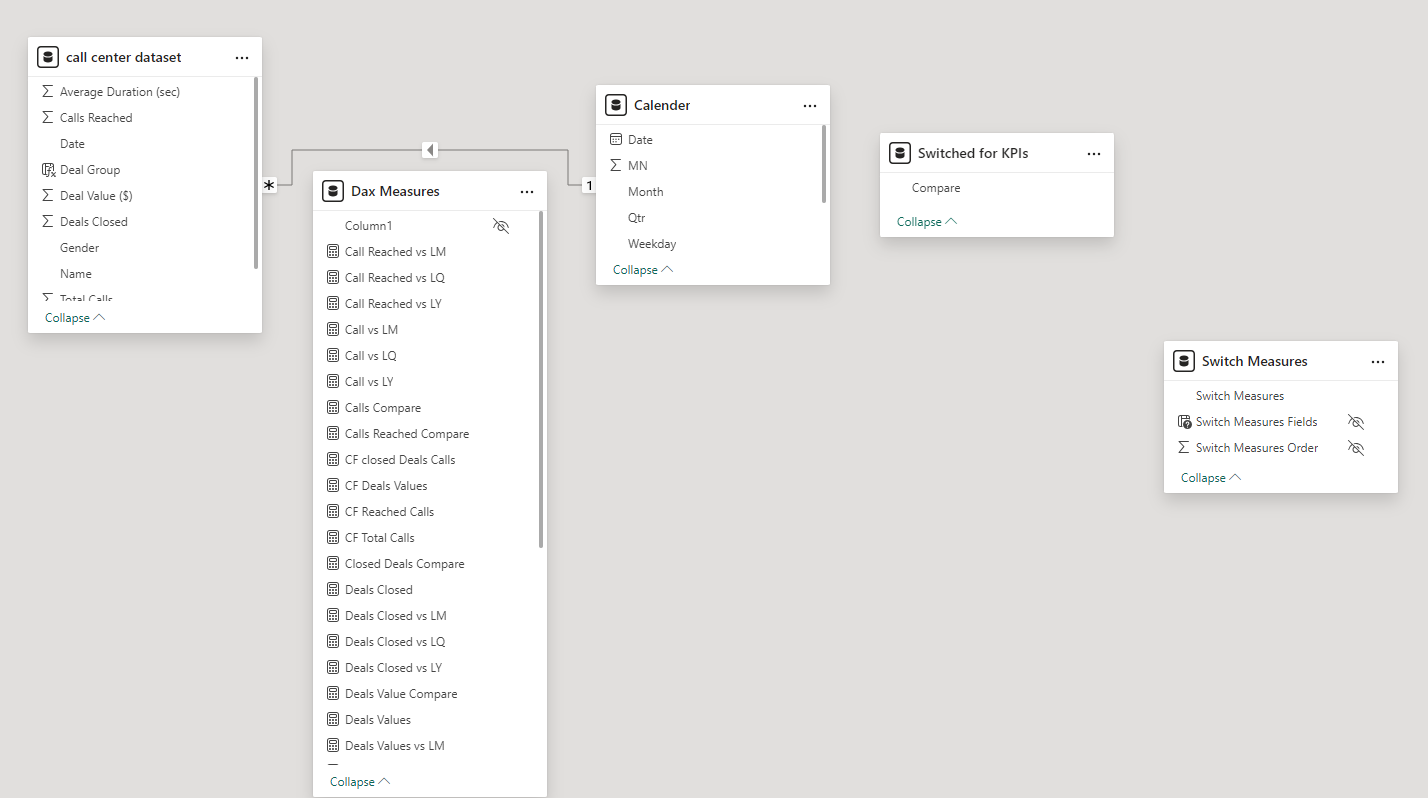 call center dataset
Average Duration (sec)
Calls Reached
Date
Deal Group
Deal Value ($)
Deals Closed
Gender
Name
Total Calls
Collapse
*
1
Dax Measures
Column1
Call Reached vs LM
Call Reached vs LQ
Call Reached vs LY
Call vs LM
Call vs LQ
Call vs LY
Calls Compare
Calls Reached Compare
CF closed Deals Calls
CF Deals Values
CF Reached Calls
CF Total Calls
Closed Deals Compare
Deals Closed
Deals Closed vs LM
Deals Closed vs LQ
Deals Closed vs LY
Deals Value Compare
Deals Values
Deals Values vs LM
Collapse
Calender
Date
MN
Month
Qtr
Weekday
Collapse
Switched for KPIs
Compare
Collapse
Switch Measures
Switch Measures
Switch Measures Fields
Switch Measures Order
Collapse